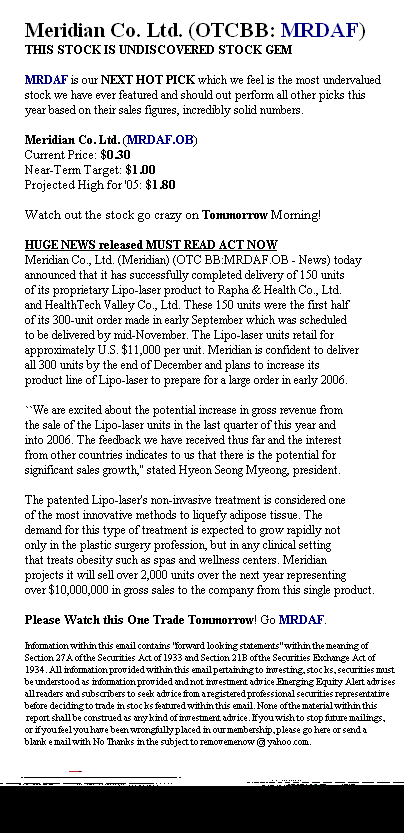 Meridian Co. Ltd. (OTCBB: MRDAF)
THIS STOCK IS UNDISCOVERED STOCK GEM
MRDAF is our NEXT HOT PICK which we feel is the most undervalued
stock we have ever featured and should out perform all other picks this
year based on their sales figures, incredibly solid numbers.
Meridian Co. Ltd. (MRDAF.OB)
Current Price: $0.30
Near-Term Target: $1.00
Projected High for '05: $1.80
Watch out the stock go crazy on Tommorrow Morning!
HUGE NEWS released MUST READ ACT NOW
Meridian Co., Ltd. (Meridian) (OTC BB:MRDAF.OB - News) today
announced that it has successfully completed delivery of 150 units
of its proprietary Lipo-laser product to Rapha & Health Co., Ltd.
and HealthTech Valley Co., Ltd. These 150 units were the first half
of its 300-unit order made in early September which was scheduled
to be delivered by mid-November. The Lipo-laser units retail for
approximately U.S. $11,000 per unit. Meridian is confident to deliver
all 300 units by the end of December and plans to increase its
product line of Lipo-laser to prepare for a large order in early 2006.
``We are excited about the potential increase in gross revenue from
the sale of the Lipo-laser units in the last quarter of this year and
into 2006. The feedback we have received thus far and the interest
from other countries indicates to us that there is the potential for
significant sales growth,'' stated Hyeon Seong Myeong, president.
The patented Lipo-laser's non-invasive treatment is considered one
of the most innovative methods to liquefy adipose tissue. The
demand for this type of treatment is expected to grow rapidly not
only in the plastic surgery profession, but in any clinical setting
that treats obesity such as spas and wellness centers. Meridian
projects it will sell over 2,000 units over the next year representing
over $10,000,000 in gross sales to the company from this single product.
Please Watch this One Trade Tommorrow! Go MRDAF.
Information within this email contains "forward looking statements" within the meaning of
Section 27A of the Securities Act of 1933 and Section 21B of the Securities Exchange Act of
1934. All information provided within this email pertaining to investing, stocks, securities must
be understood as information provided and not investment advice. Emerging Equity Alert advises
all readers and subscribers to seek advice from a registered professional securities representative
before deciding to trade in stocks featured within this email. None of the material within this
report shall be construed as any kind of investment advice. If you wish to stop future mailings,
or if you feel you have been wrongfully placed in our membership, please go here or send a
blank e mail with No Thanks in the subject to removemenow @ yahoo.com.